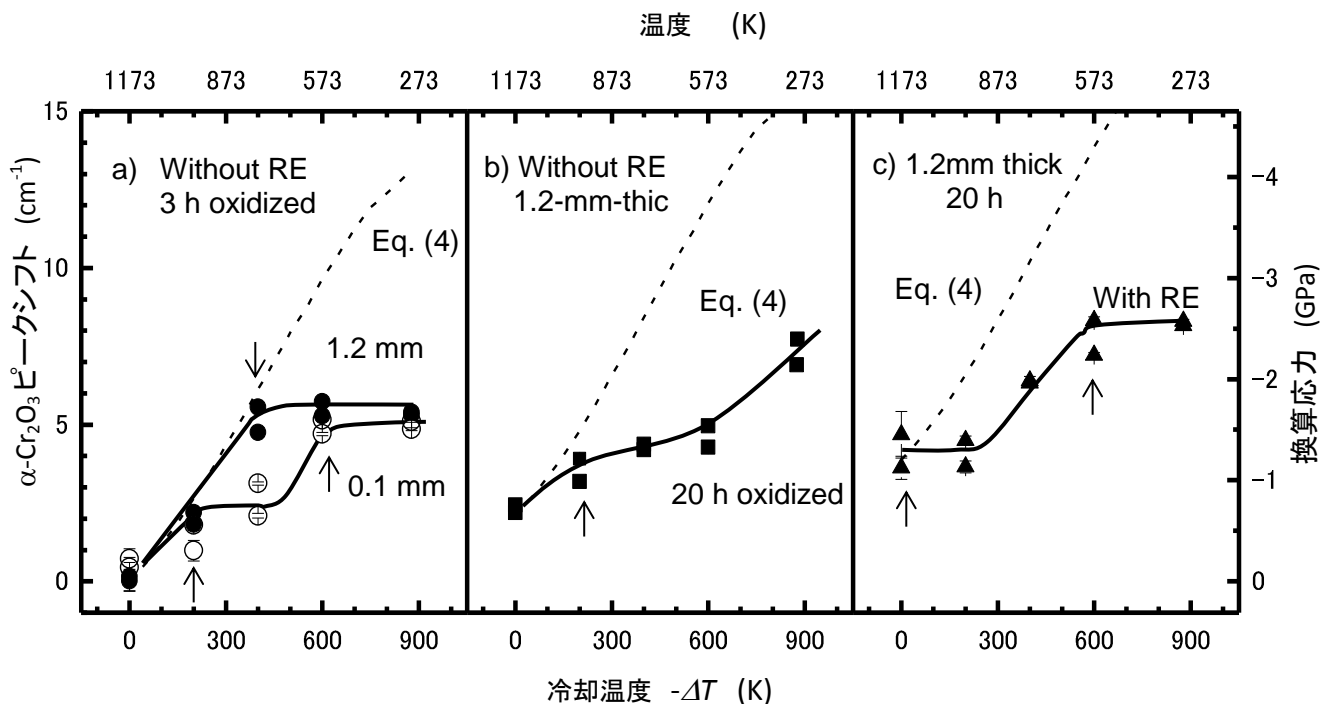 温度 (K)
1173 873 573 273 1173 873 573 273 1173 873 573 273
15
10
5
0
α-Cr₂O₃ピークシフト (cm⁻¹)
a) Without RE
3 h oxidized
Eq. (4)
1.2 mm
0.1 mm
b) Without RE
1.2-mm-thic
Eq. (4)
20 h oxidized
c) 1.2mm thick
20 h
Eq. (4)
With RE
-4
-3
-2
-1
0
換算応力 (GPa)
0 300 600 900 0 300 600 900 0 300 600 900
冷却温度 -ΔT (K)